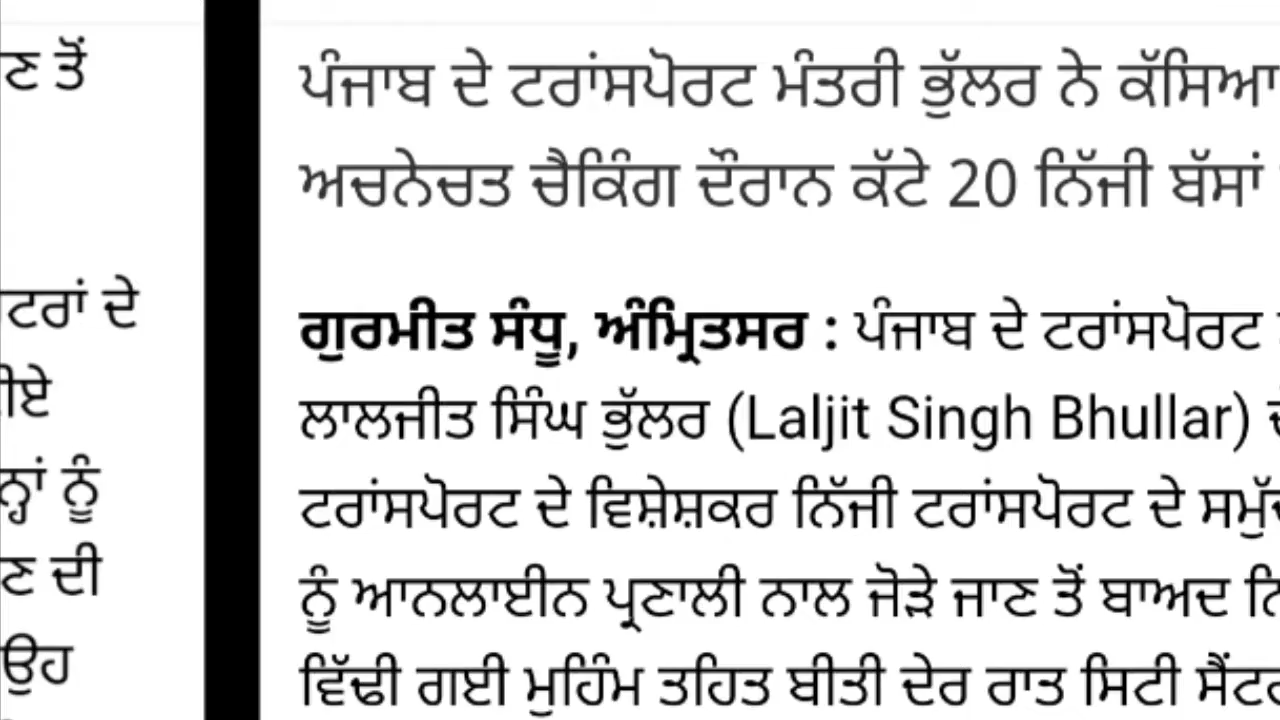 ਣ ਤੋਂ
ਟਰਾਂ ਦੇ
ੀਏ
ਨ੍ਹਾਂ ਨੂੰ
ਣ ਦੀ
ਉਹ
ਪੰਜਾਬ ਦੇ ਟਰਾਂਸਪੋਰਟ ਮੰਤਰੀ ਭੁੱਲਰ ਨੇ ਕੱਸਿਆ
ਅਚਨੇਚਤ ਚੈਕਿੰਗ ਦੌਰਾਨ ਕੱਟੇ 20 ਨਿੱਜੀ ਬੱਸਾਂ
ਗੁਰਮੀਤ ਸੰਧੂ, ਅੰਮ੍ਰਿਤਸਰ : ਪੰਜਾਬ ਦੇ ਟਰਾਂਸਪੋਰਟ
ਲਾਲਜੀਤ ਸਿੰਘ ਭੁੱਲਰ (Laljit Singh Bhullar)
ਟਰਾਂਸਪੋਰਟ ਦੇ ਵਿਸ਼ੇਸ਼ਕਰ ਨਿੱਜੀ ਟਰਾਂਸਪੋਰਟ ਦੇ
ਨੂੰ ਆਨਲਾਈਨ ਪ੍ਰਣਾਲੀ ਨਾਲ ਜੋੜੇ ਜਾਣ ਤੋਂ ਬਾਅਦ
ਵਿੱਢੀ ਗਈ ਮੁਹਿੰਮ ਤਹਿਤ ਬੀਤੀ ਦੇਰ ਰਾਤ ਸਿਟੀ ਸੈਂਟਰ